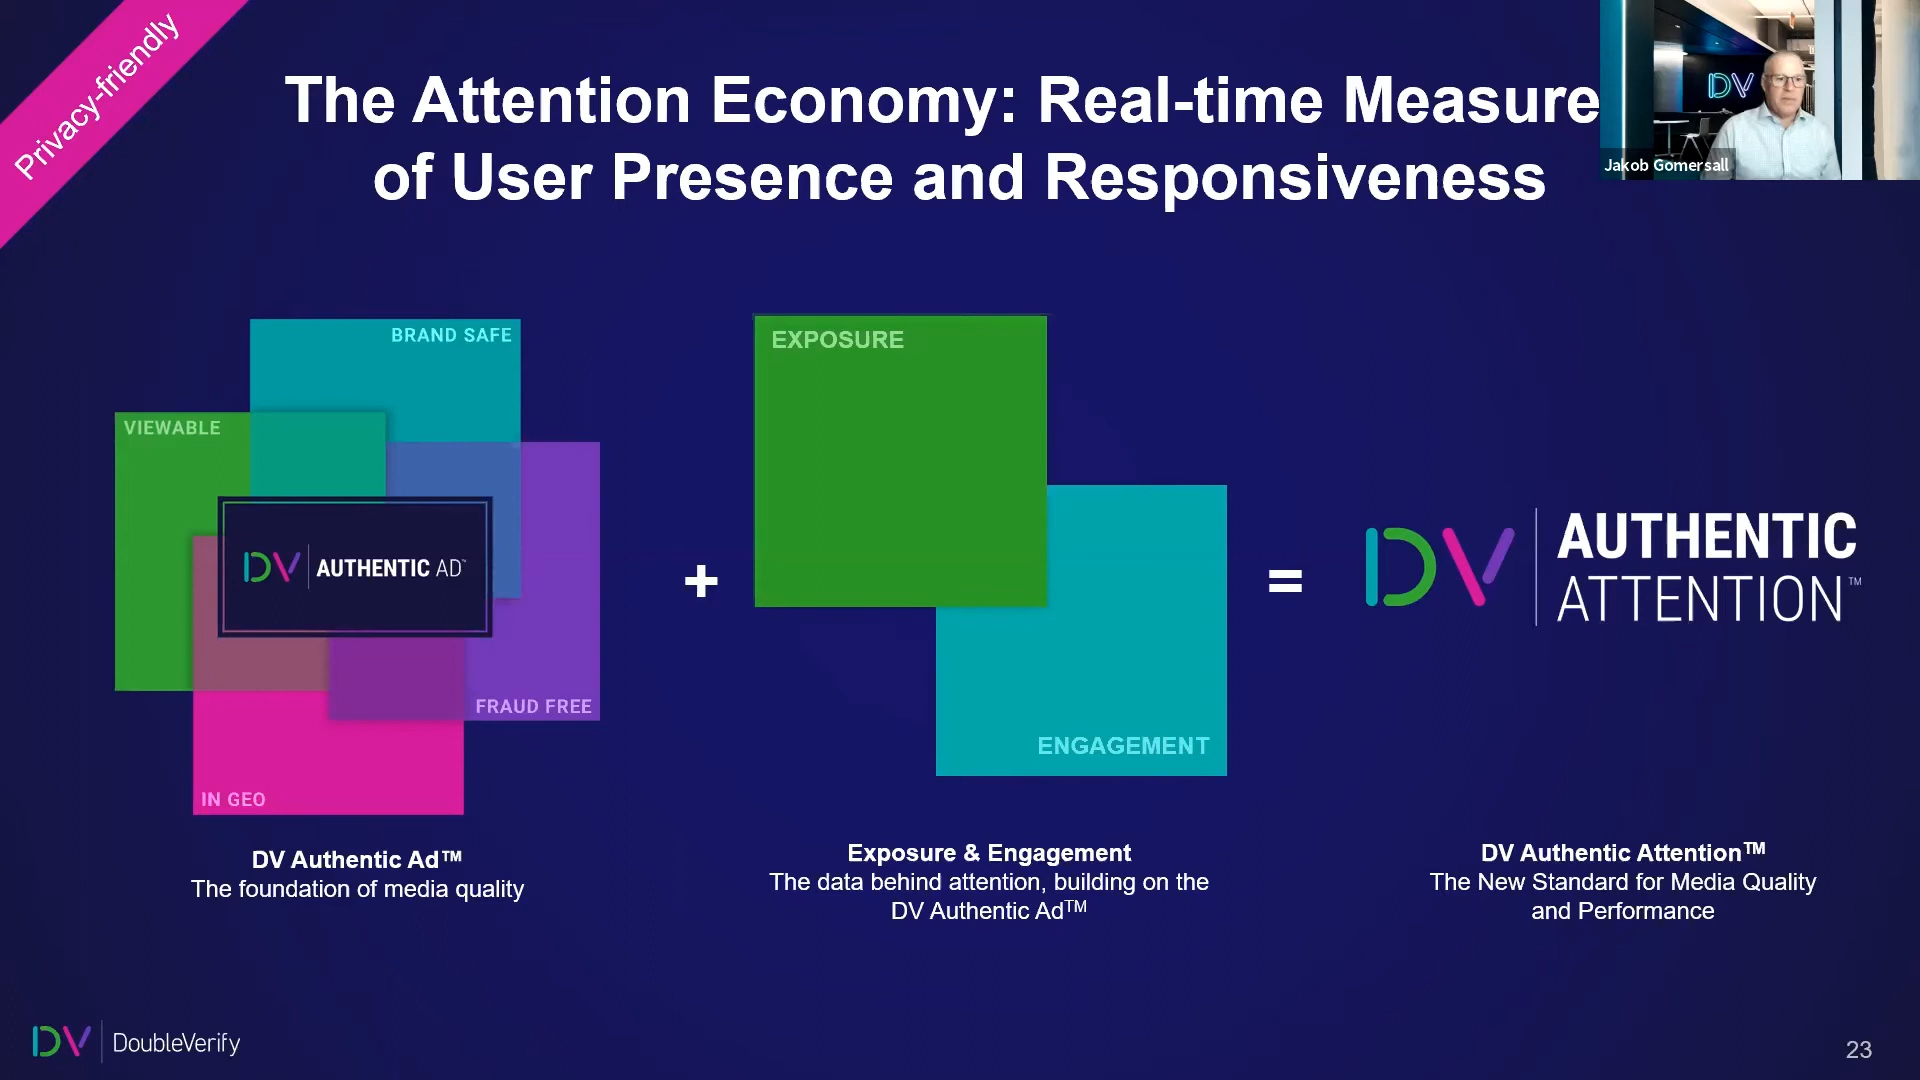 Privacy-friendly
The Attention Economy: Real-time Measure
of User Presence and Responsiveness
DV
Jakob Gomersall
BRAND SAFE
VIEWABLE
DV AUTHENTIC AD™
FRAUD FREE
IN GEO
+
EXPOSURE
ENGAGEMENT
=
DV AUTHENTIC
ATTENTION™
DV Authentic Ad™
The foundation of media quality
Exposure & Engagement
The data behind attention, building on the
DV Authentic Ad™
DV Authentic Attention™
The New Standard for Media Quality
and Performance
DV DoubleVerify
23